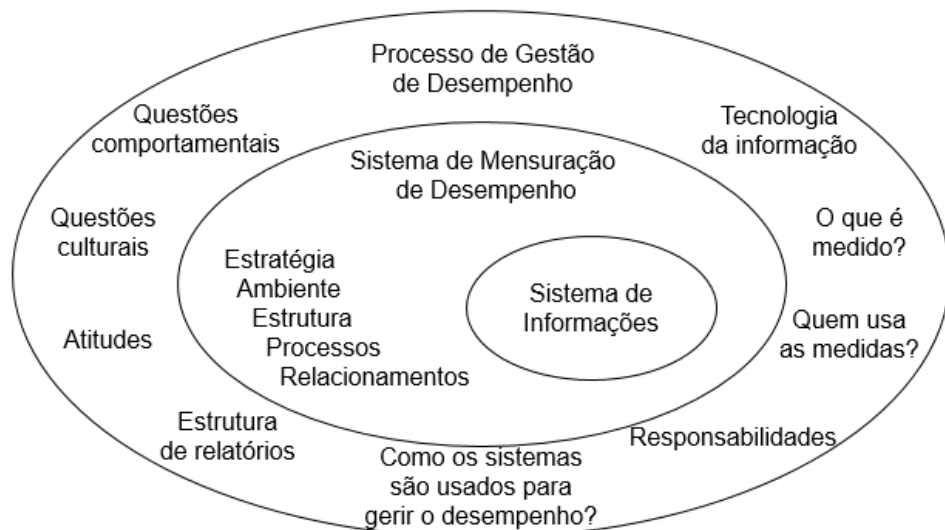 Processo de Gestão
de Desempenho
Questões
comportamentais
Tecnologia
da informação
Sistema de Mensuração
de Desempenho
Questões
culturais
O que é
medido?
Estratégia
Ambiente
Estrutura
Processos
Relacionamentos
Sistema de
Informações
Atitudes
Quem usa
as medidas?
Estrutura
de relatórios
Responsabilidades
Como os sistemas
são usados para
gerir o desempenho?